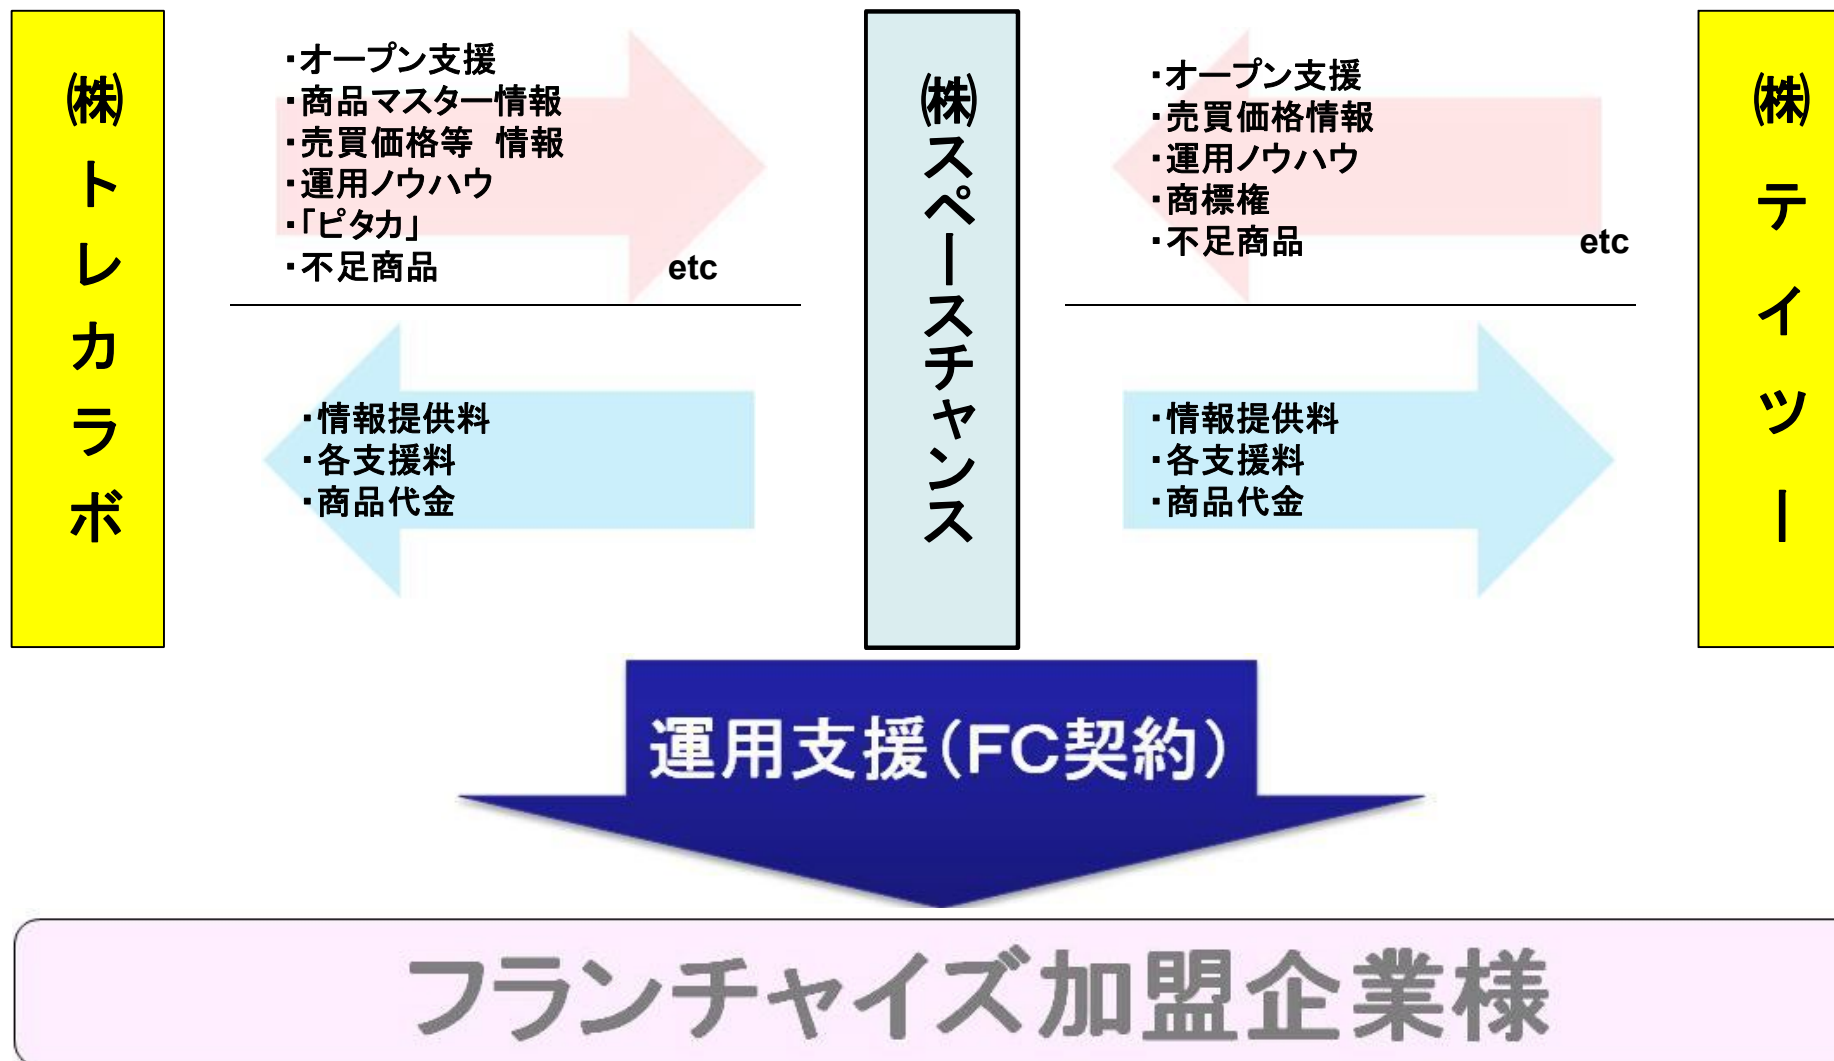 ㈱トレカラボ
・オープン支援
・商品マスター情報
・売買価格等　情報
・運用ノウハウ
・「ピタカ」
・不足商品 etc
・情報提供料
・各支援料
・商品代金
㈱スペースチャンス
・オープン支援
・売買価格情報
・運用ノウハウ
・商標権
・不足商品 etc
・情報提供料
・各支援料
・商品代金
㈱テイツー
運用支援（FC契約）
フランチャイズ加盟企業様